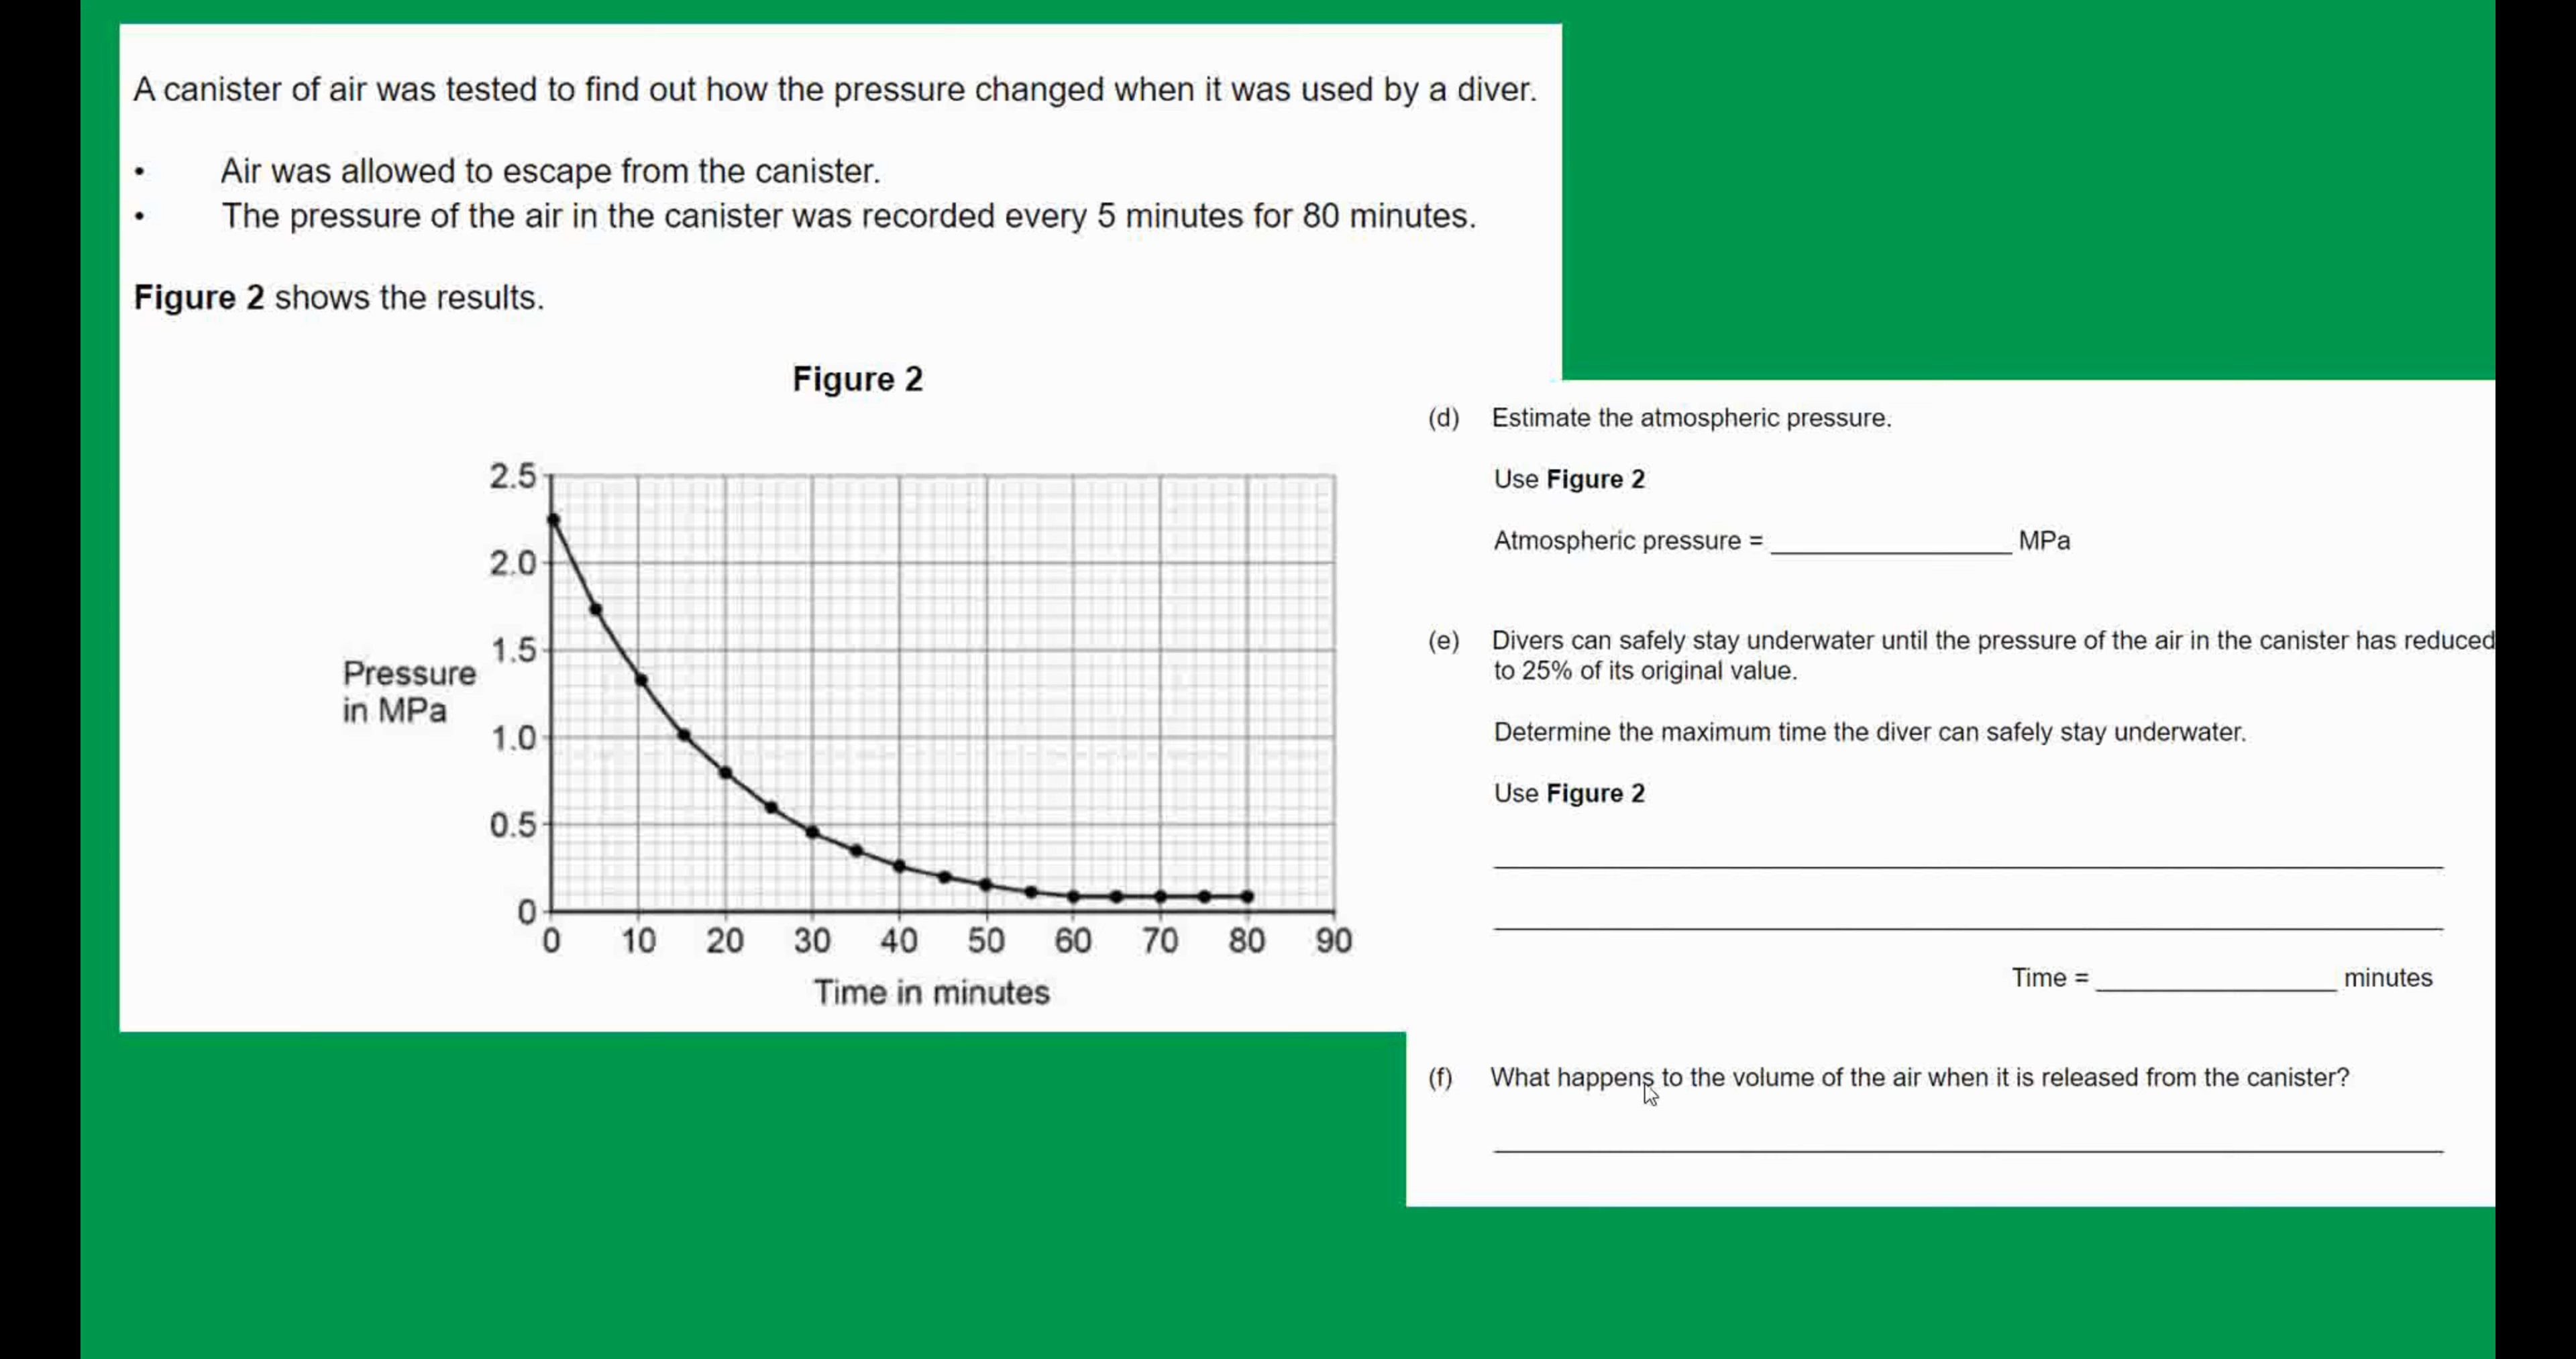 A canister of air was tested to find out how the pressure changed when it was used by a diver.
• Air was allowed to escape from the canister.
• The pressure of the air in the canister was recorded every 5 minutes for 80 minutes.
Figure 2 shows the results.
Figure 2
2.5
2.0
1.5
1.0
0.5
0
Pressure
in MPa
0 10 20 30 40 50 60 70 80 90
Time in minutes
(d) Estimate the atmospheric pressure.
Use Figure 2
Atmospheric pressure = ________________ MPa
(e) Divers can safely stay underwater until the pressure of the air in the canister has reduced
to 25% of its original value.
Determine the maximum time the diver can safely stay underwater.
Use Figure 2
Time = ________________ minutes
(f) What happens to the volume of the air when it is released from the canister?